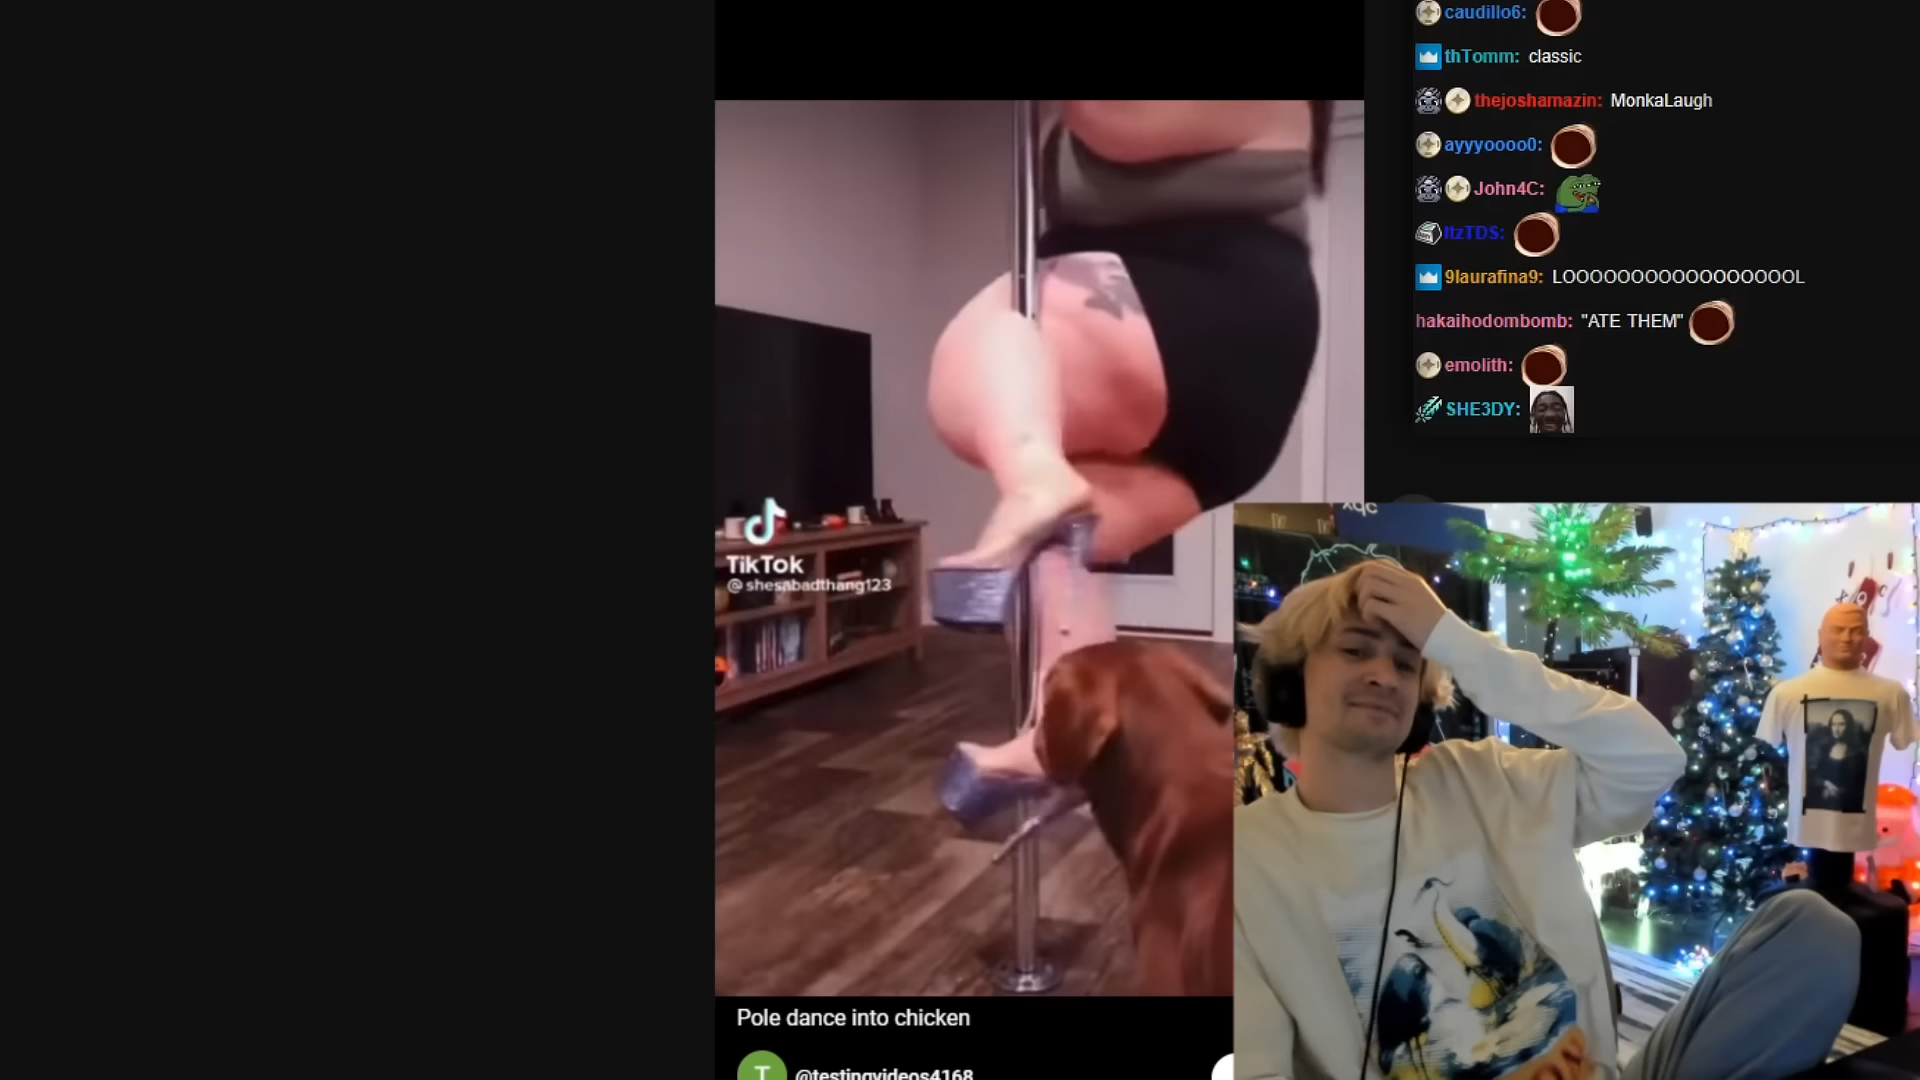 caudillo6:
thTomm: classic
thejoshamazin: MonkaLaugh
ayyyoooo0:
John4C:
ItzTDS:
9laurafina9: LOOOOOOOOOOOOOOOOL
hakaihodombomb: "ATE THEM"
emolith:
SHE3DY:
xqc
TikTok
@shesabadthang123
Pole dance into chicken
T @testingvideos4168